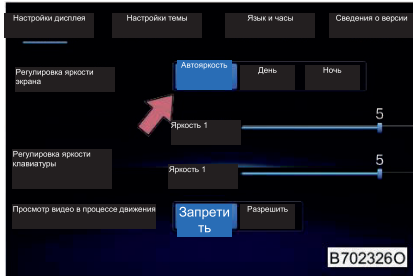 Настройки дисплея Настройки темы Язык и часы Сведения о версии
Регулировка яркости
экрана
Автояркость День Ночь
5
Яркость 1
Регулировка яркости
клавиатуры
5
Яркость 1
Просмотр видео в процессе движения
Запрети
ть
Разрешить
B702326O